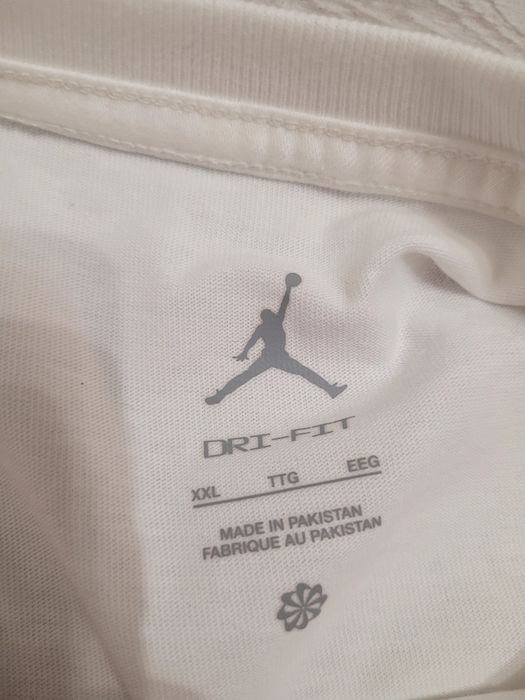 DRI-FIT
XXL TTG EEG
MADE IN PAKISTAN
FABRIQUE AU PAKISTAN